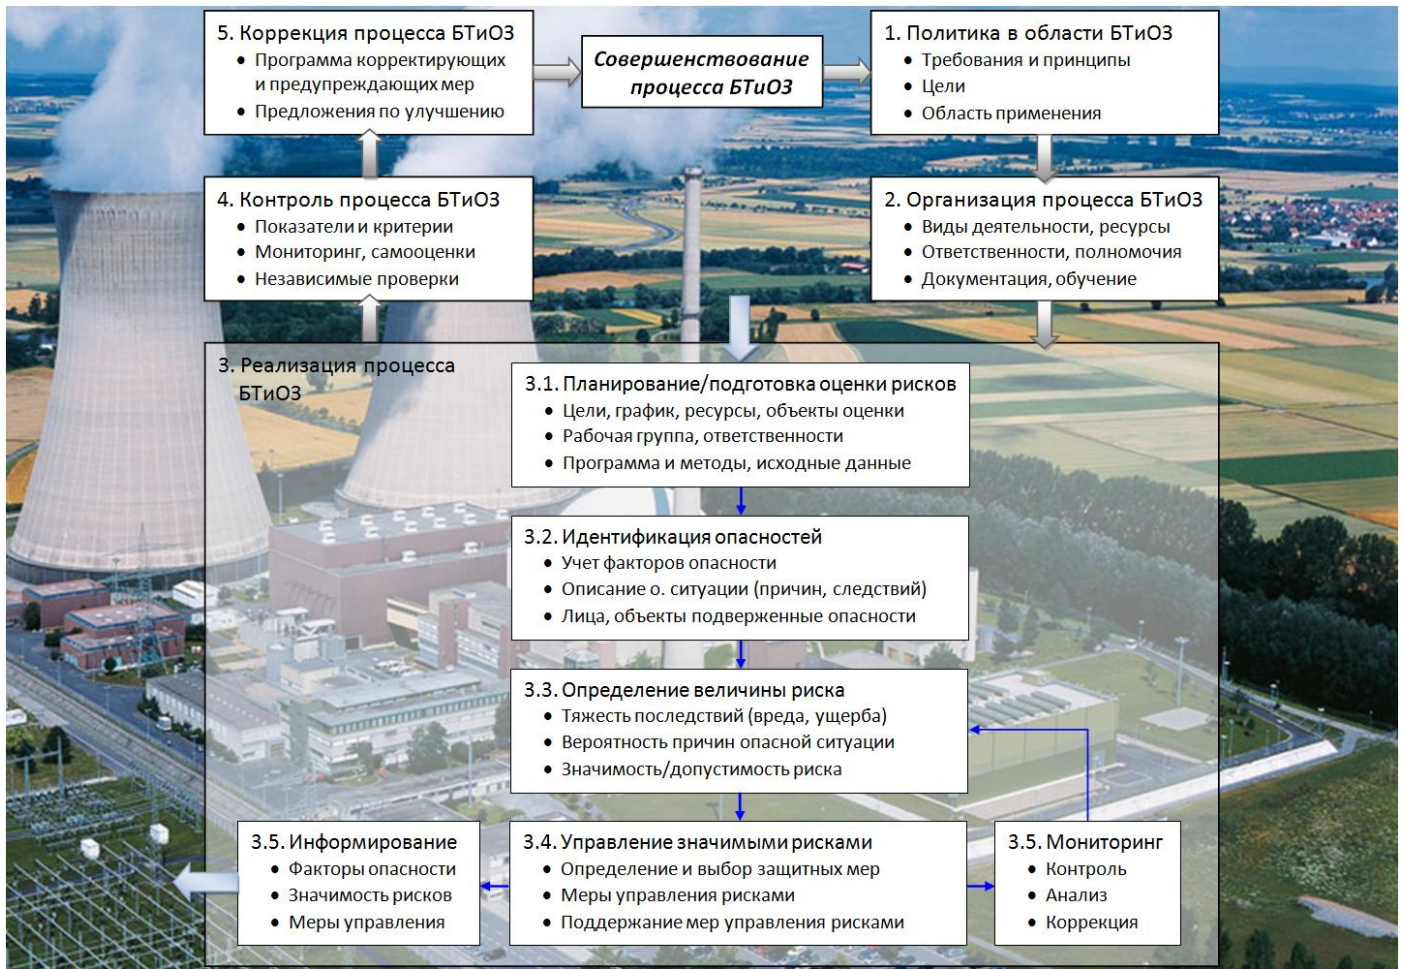 5. Коррекция процесса БТиОЗ
• Программа корректирующих
и предупреждающих мер
• Предложения по улучшению
Совершенствование
процесса БТиОЗ
1. Политика в области БТиОЗ
• Требования и принципы
• Цели
• Область применения
4. Контроль процесса БТиОЗ
• Показатели и критерии
• Мониторинг, самооценки
• Независимые проверки
2. Организация процесса БТиОЗ
• Виды деятельности, ресурсы
• Ответственности, полномочия
• Документация, обучение
3. Реализация процесса
БТиОЗ
3.1. Планирование/подготовка оценки рисков
• Цели, график, ресурсы, объекты оценки
• Рабочая группа, ответственности
• Программа и методы, исходные данные
3.2. Идентификация опасностей
• Учет факторов опасности
• Описание о. ситуации (причин, следствий)
• Лица, объекты подверженные опасности
3.3. Определение величины риска
• Тяжесть последствий (вреда, ущерба)
• Вероятность причин опасной ситуации
• Значимость/допустимость риска
3.5. Информирование
• Факторы опасности
• Значимость рисков
• Меры управления
3.4. Управление значимыми рисками
• Определение и выбор защитных мер
• Меры управления рисками
• Поддержание мер управления рисками
3.5. Мониторинг
• Контроль
• Анализ
• Коррекция